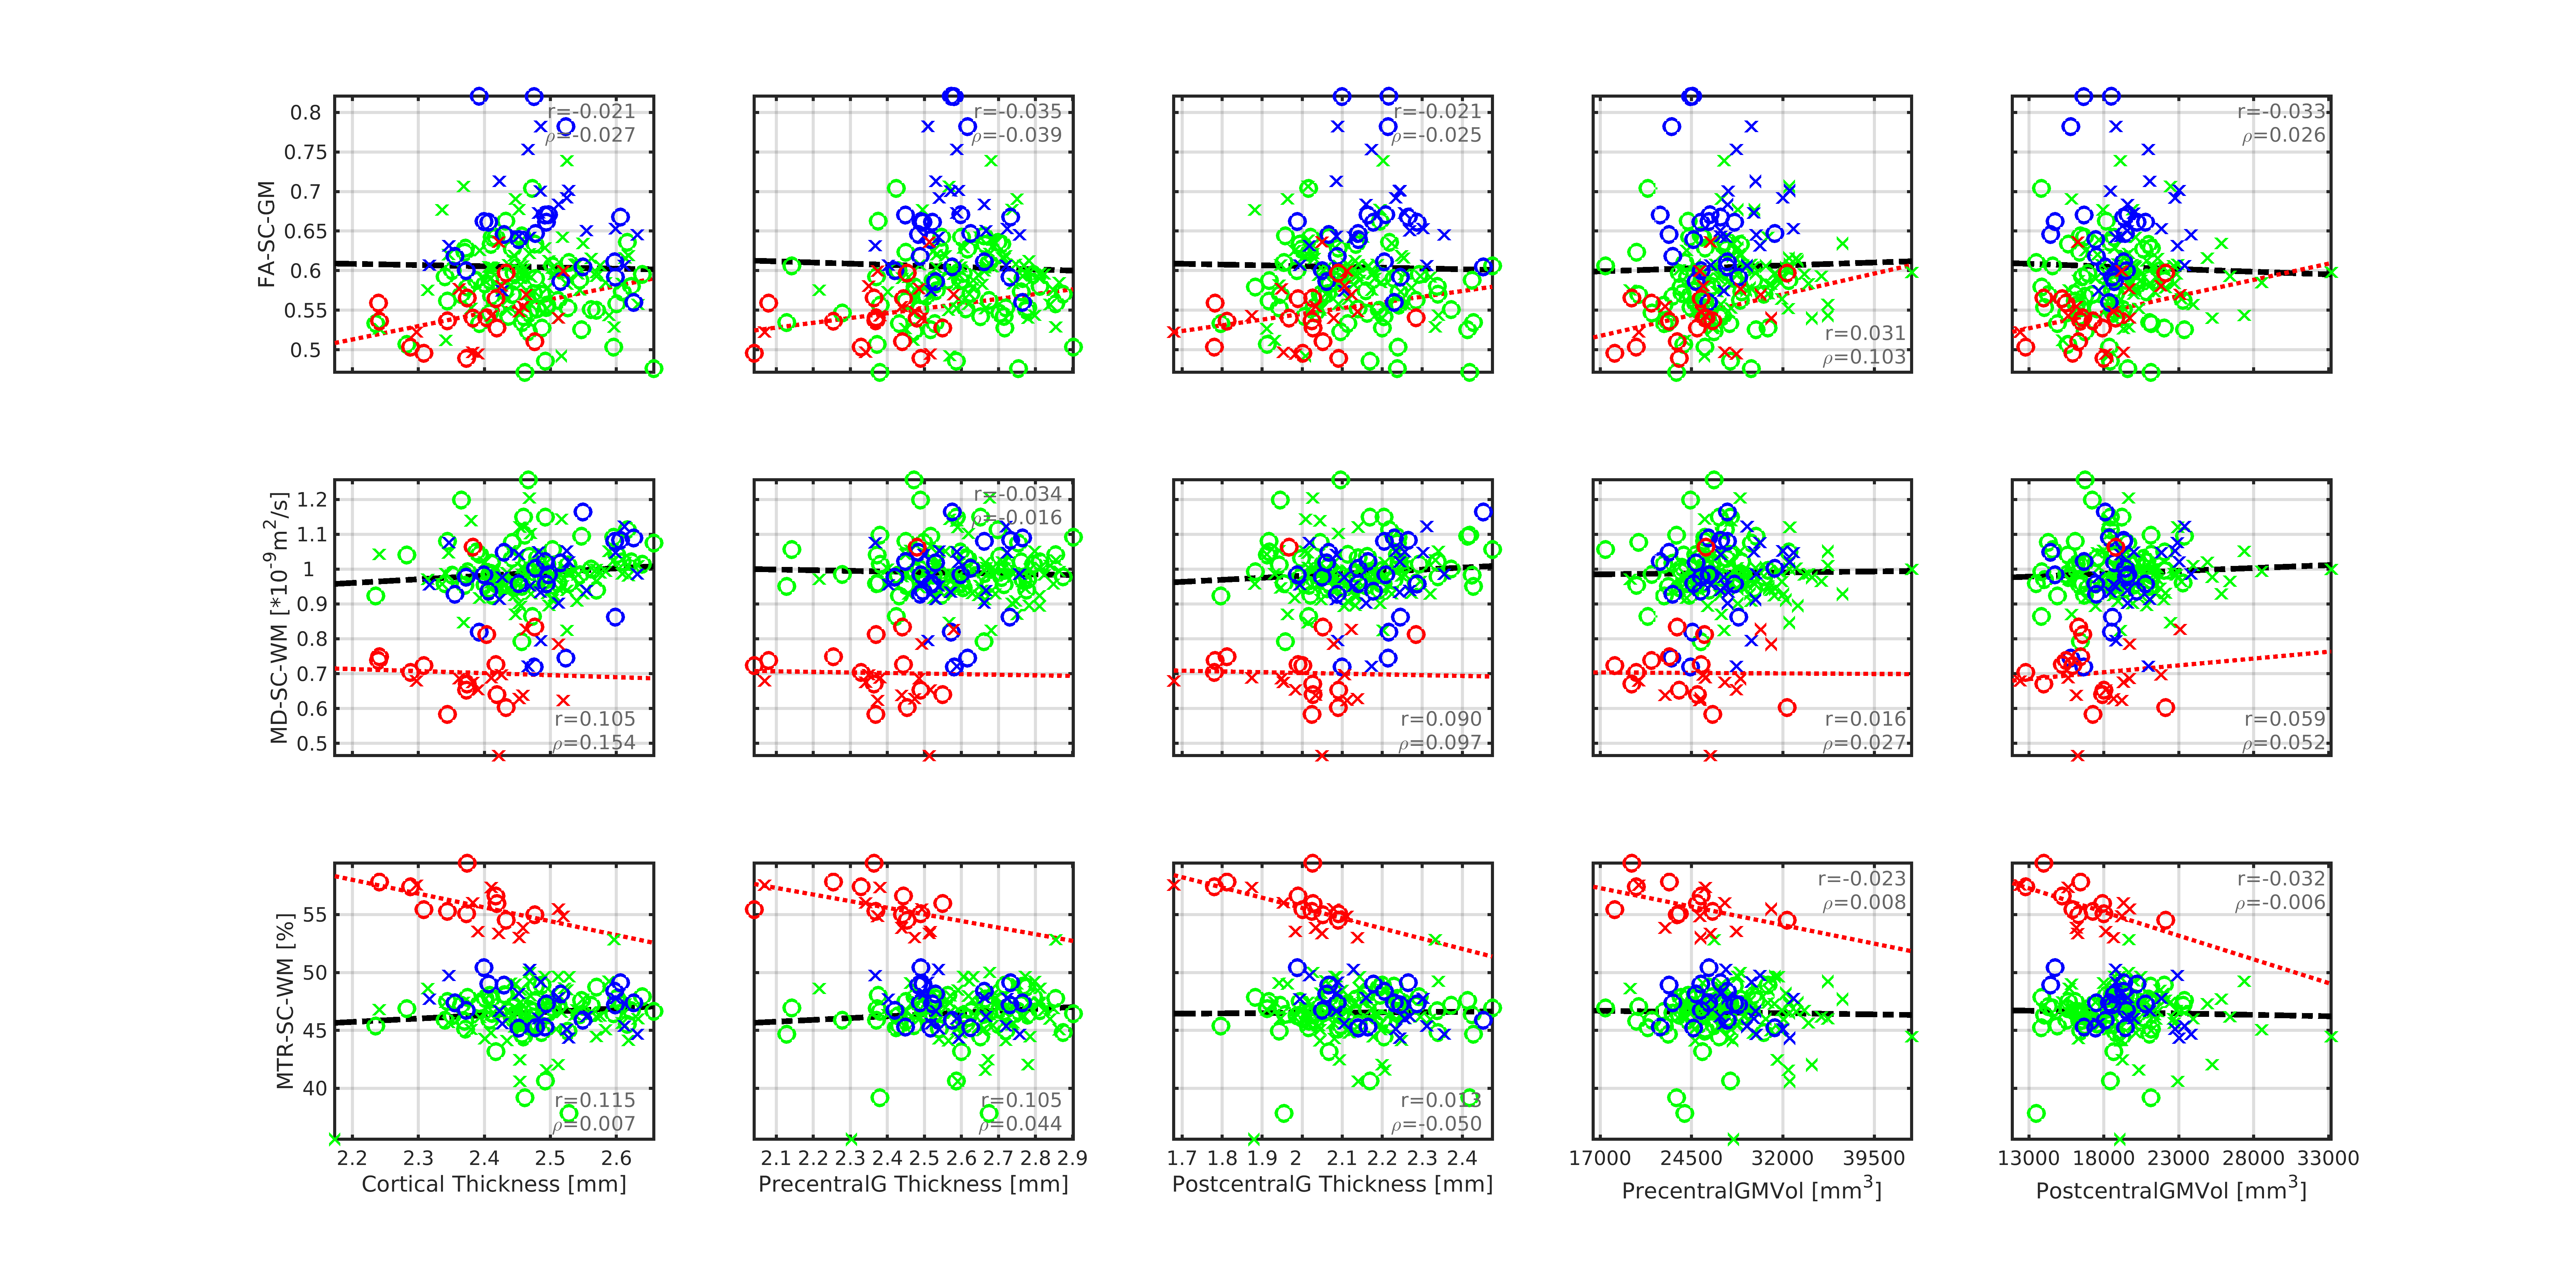 r=-0.021
ρ=-0.027
r=-0.035
ρ=-0.039
r=-0.021
ρ=-0.025
r=0.031
ρ=0.103
r=-0.033
ρ=0.026
FA-SC-GM
0.8
0.75
0.7
0.65
0.6
0.55
0.5
r=0.105
ρ=0.154
r=-0.034
ρ=-0.016
r=0.090
ρ=0.097
r=0.016
ρ=0.027
r=0.059
ρ=0.052
MD-SC-WM [*10⁻⁹m²/s]
1.2
1.1
1
0.9
0.8
0.7
0.6
0.5
r=0.115
ρ=0.007
r=0.105
ρ=0.044
r=0.013
ρ=-0.050
r=-0.023
ρ=0.008
r=-0.032
ρ=-0.006
MTR-SC-WM [%]
55
50
45
40
2.2 2.3 2.4 2.5 2.6
Cortical Thickness [mm]
2.1 2.2 2.3 2.4 2.5 2.6 2.7 2.8 2.9
PrecentralG Thickness [mm]
1.7 1.8 1.9 2 2.1 2.2 2.3 2.4
PostcentralG Thickness [mm]
17000 24500 32000 39500
PrecentralGMVol [mm³]
13000 18000 23000 28000 33000
PostcentralGMVol [mm³]